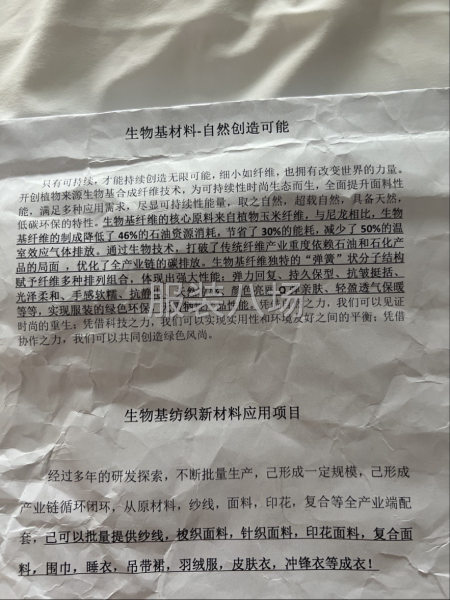 生物基材料-自然创造可能
只有可持续，才能持续创造无限可能，细小如纤维，也拥有改变世界的力量。
开创植物来源生物基合成纤维技术，为可持续性时尚生态而生，全面提升面料性
能，满足多种应用需求，尽显可持续性能量，取之自然，超载自然，具备天然，
低碳环保的特性。生物基纤维的核心原料来自植物玉米纤维，与尼龙相比，生物
基纤维的制成降低了46%的石油资源消耗，节省了30%的能耗，减少了50%的温
室效应气体排放。通过生物技术，打破了传统纤维产业重度依赖石油和石化产
品的局面，优化了全产业链的碳排放。生物基纤维独特的“弹簧”状分子结构
赋予纤维多种排列组合，体现出强大性能：弹力回复、持久保型、抗皱挺括、
光泽柔和、手感软糯、抗静 亲肤、轻盈透气保暖
等等，实现服装的绿色环保 性能。 我们可以见证
时尚的重生；凭借科技之力，我们可以实现实用性和环境友好之间的平衡；凭借
协作之力，我们可以共同创造绿色风尚。
服装八场
生物基纺织新材料应用项目
经过多年的研发探索，不断批量生产，己形成一定规模，己形成
产业链循环闭环，从原材料，纱线，面料，印花，复合等全产业端配
套，己可以批量提供纱线，梭织面料，针织面料，印花面料，复合面
料，围巾，睡衣，吊带裙，羽绒服，皮肤衣，冲锋衣等成衣！